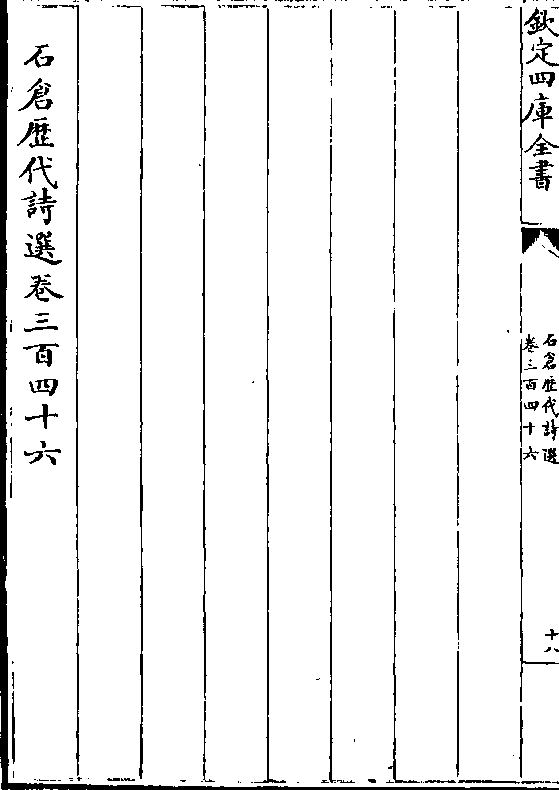 欽定四庫全書
石倉歷代詩選
卷三百四十六
十八
石倉歷代詩選卷三百四十六